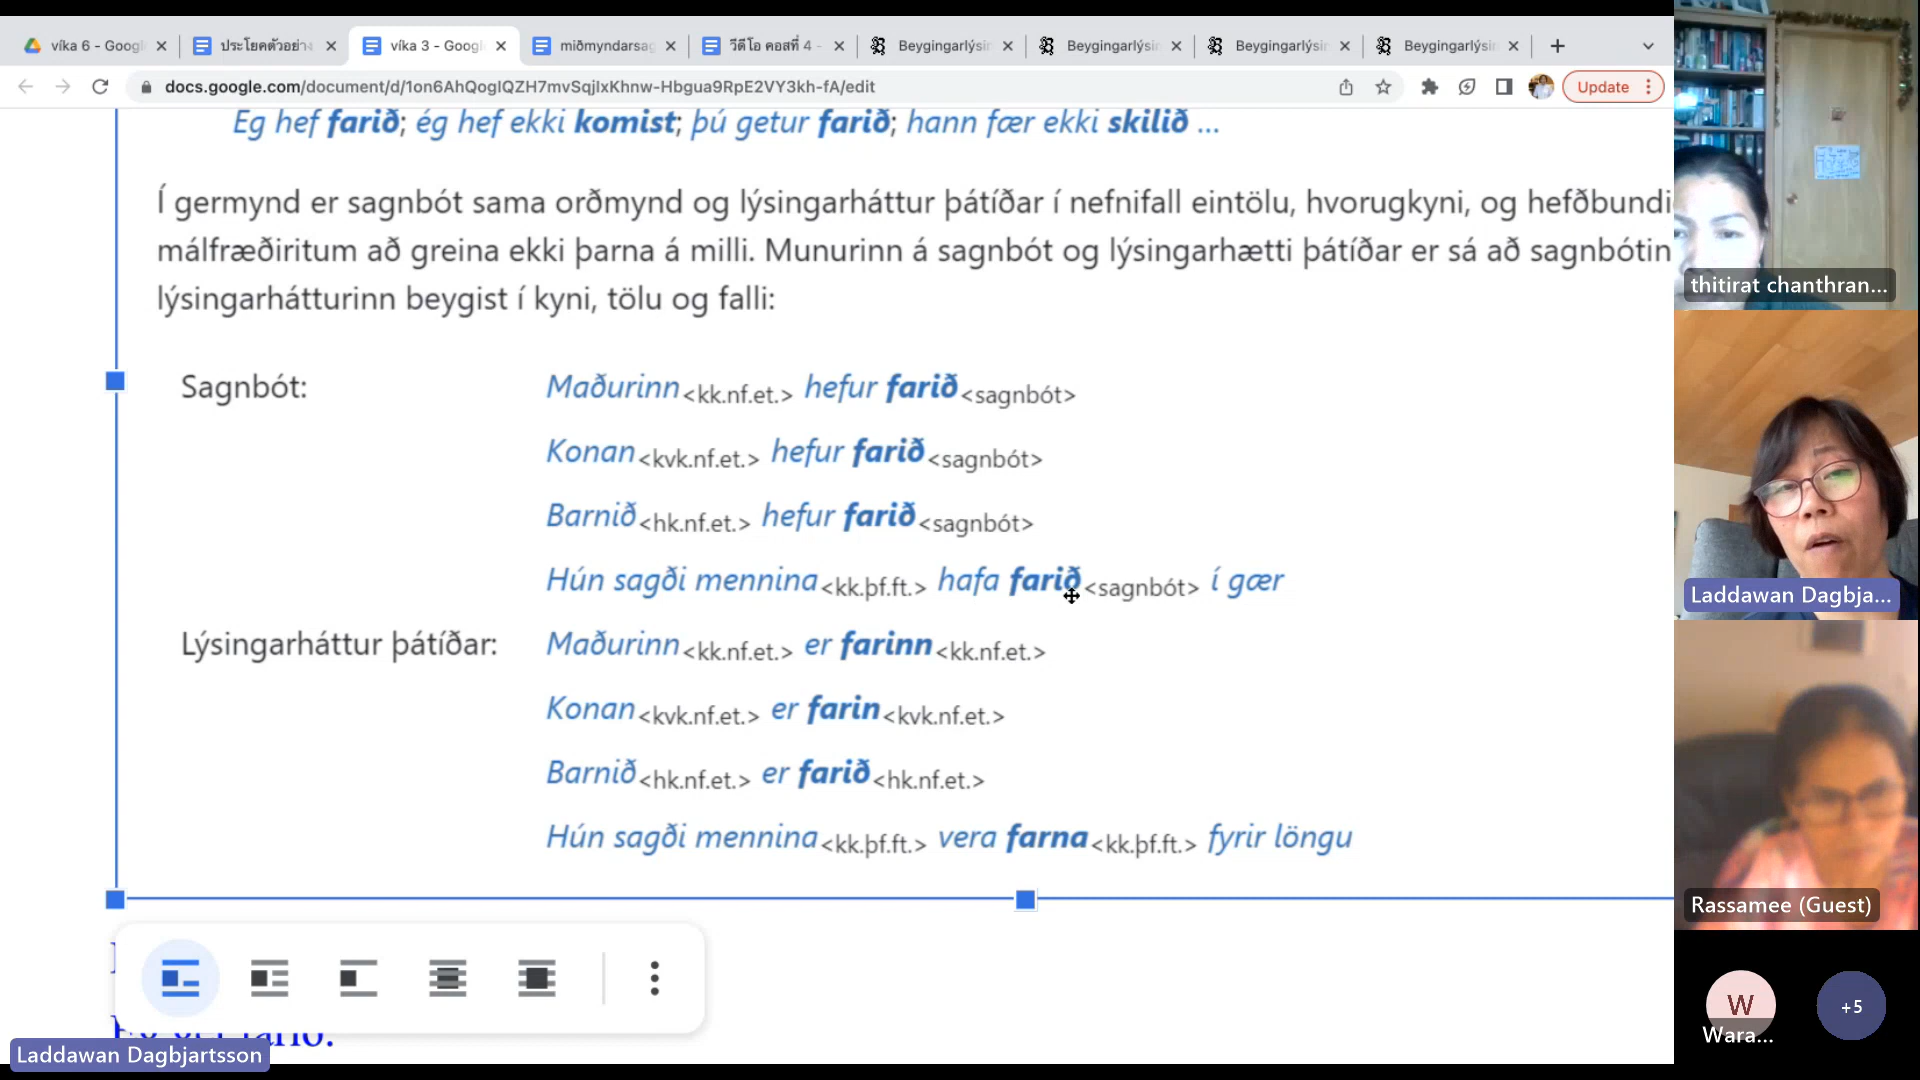 víka 6 - Googl
ประโยคตัวอย่าง
víka 3 - Googl
miðmyndarsag
วีดีโอ คอสที่ 4 -
Beygingarlýsin
Beygingarlýsin
Beygingarlýsin
Beygingarlýsin
docs.google.com/document/d/1on6AhQogIQZH7mvSqjIxKhnw-Hbgua9RpE2VY3kh-fA/edit
Update
Ég hef farið; ég hef ekki komist; þú getur farið; hann fær ekki skilið ...
Í germynd er sagnbót sama orðmynd og lýsingarháttur þátíðar í nefnifall eintölu, hvorugkyni, og hefðbundi
málfræðiritum að greina ekki þarna á milli. Munurinn á sagnbót og lýsingarhætti þátíðar er sá að sagnbótin
lýsingarhátturinn beygist í kyni, tölu og falli:
Sagnbót: Maðurinn<kk.nf.et.> hefur farið<sagnbót>
Konan<kvk.nf.et.> hefur farið<sagnbót>
Barnið<hk.nf.et.> hefur farið<sagnbót>
Hún sagði mennina<kk.þf.ft.> hafa farið<sagnbót> í gær
Lýsingarháttur þátíðar: Maðurinn<kk.nf.et.> er farinn<kk.nf.et.>
Konan<kvk.nf.et.> er farin<kvk.nf.et.>
Barnið<hk.nf.et.> er farið<hk.nf.et.>
Hún sagði mennina<kk.þf.ft.> vera farna<kk.þf.ft.> fyrir löngu
Laddawan Dagbjartsson
thitirat chanthran...
Laddawan Dagbja...
Rassamee (Guest)
W
Wara...
+5